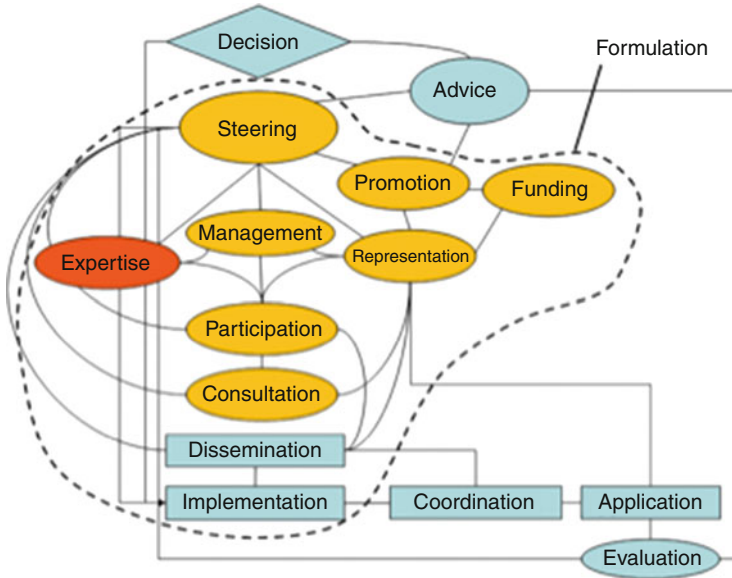 Decision
Formulation
Advice
Steering
Promotion
Funding
Management
Representation
Expertise
Participation
Consultation
Dissemination
Implementation
Coordination
Application
Evaluation